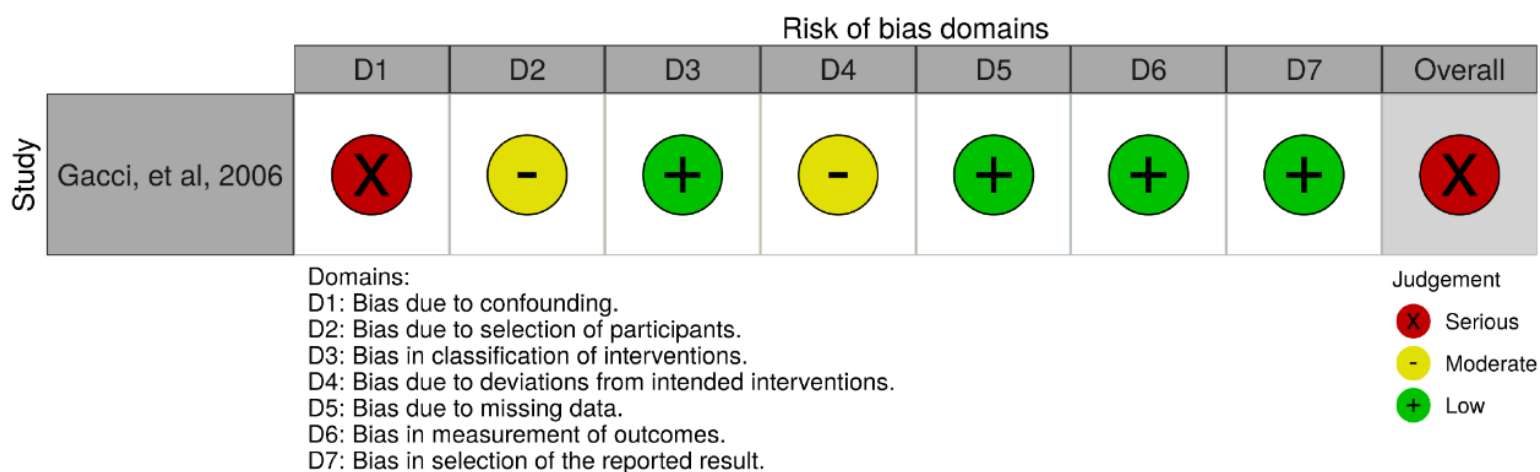 Risk of bias domains
D1 D2 D3 D4 D5 D6 D7 Overall
Study
Gacci, et al, 2006 X - + - + + + X
Domains:
D1: Bias due to confounding.
D2: Bias due to selection of participants.
D3: Bias in classification of interventions.
D4: Bias due to deviations from intended interventions.
D5: Bias due to missing data.
D6: Bias in measurement of outcomes.
D7: Bias in selection of the reported result.
Judgement
X Serious
- Moderate
+ Low